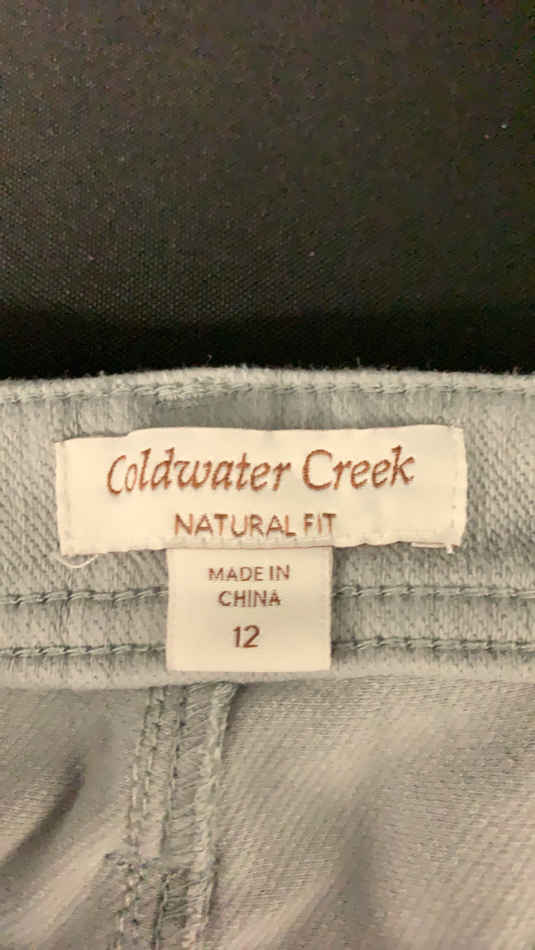 Coldwater Creek
NATURAL FIT
MADE IN
CHINA
12